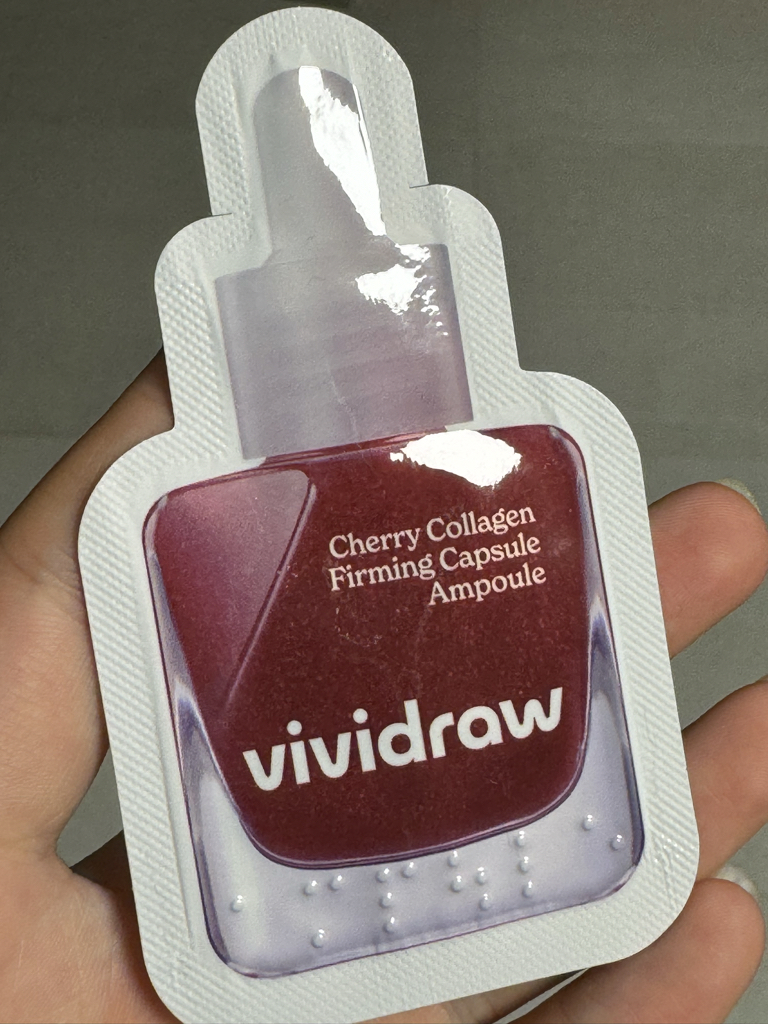 Cherry Collagen
Firming Capsule
Ampoule
vividraw